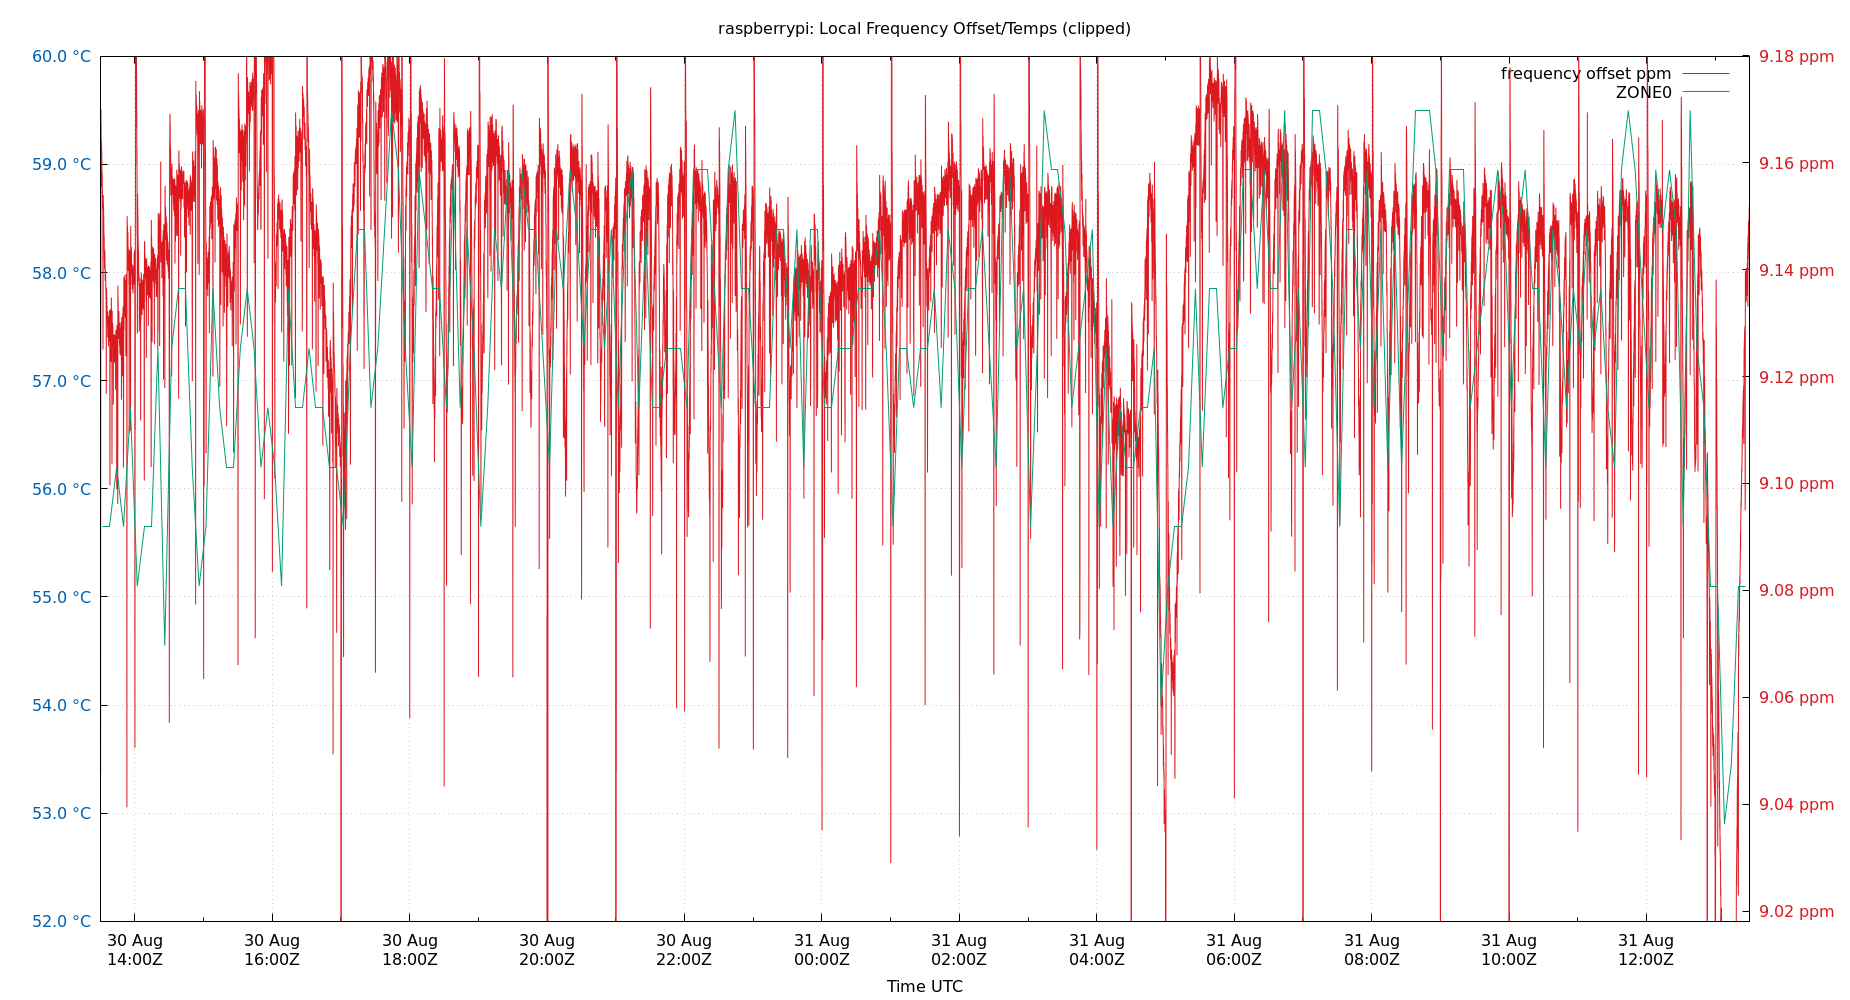 raspberrypi: Local Frequency Offset/Temps (clipped)
60.0 °C
9.18 ppm
frequency offset ppm
ZONE0
59.0 °C
9.16 ppm
58.0 °C
9.14 ppm
57.0 °C
9.12 ppm
56.0 °C
9.10 ppm
55.0 °C
9.08 ppm
54.0 °C
9.06 ppm
53.0 °C
9.04 ppm
52.0 °C
9.02 ppm
30 Aug 30 Aug 30 Aug 30 Aug 30 Aug 31 Aug 31 Aug 31 Aug 31 Aug 31 Aug 31 Aug 31 Aug
14:00Z 16:00Z 18:00Z 20:00Z 22:00Z 00:00Z 02:00Z 04:00Z 06:00Z 08:00Z 10:00Z 12:00Z
Time UTC